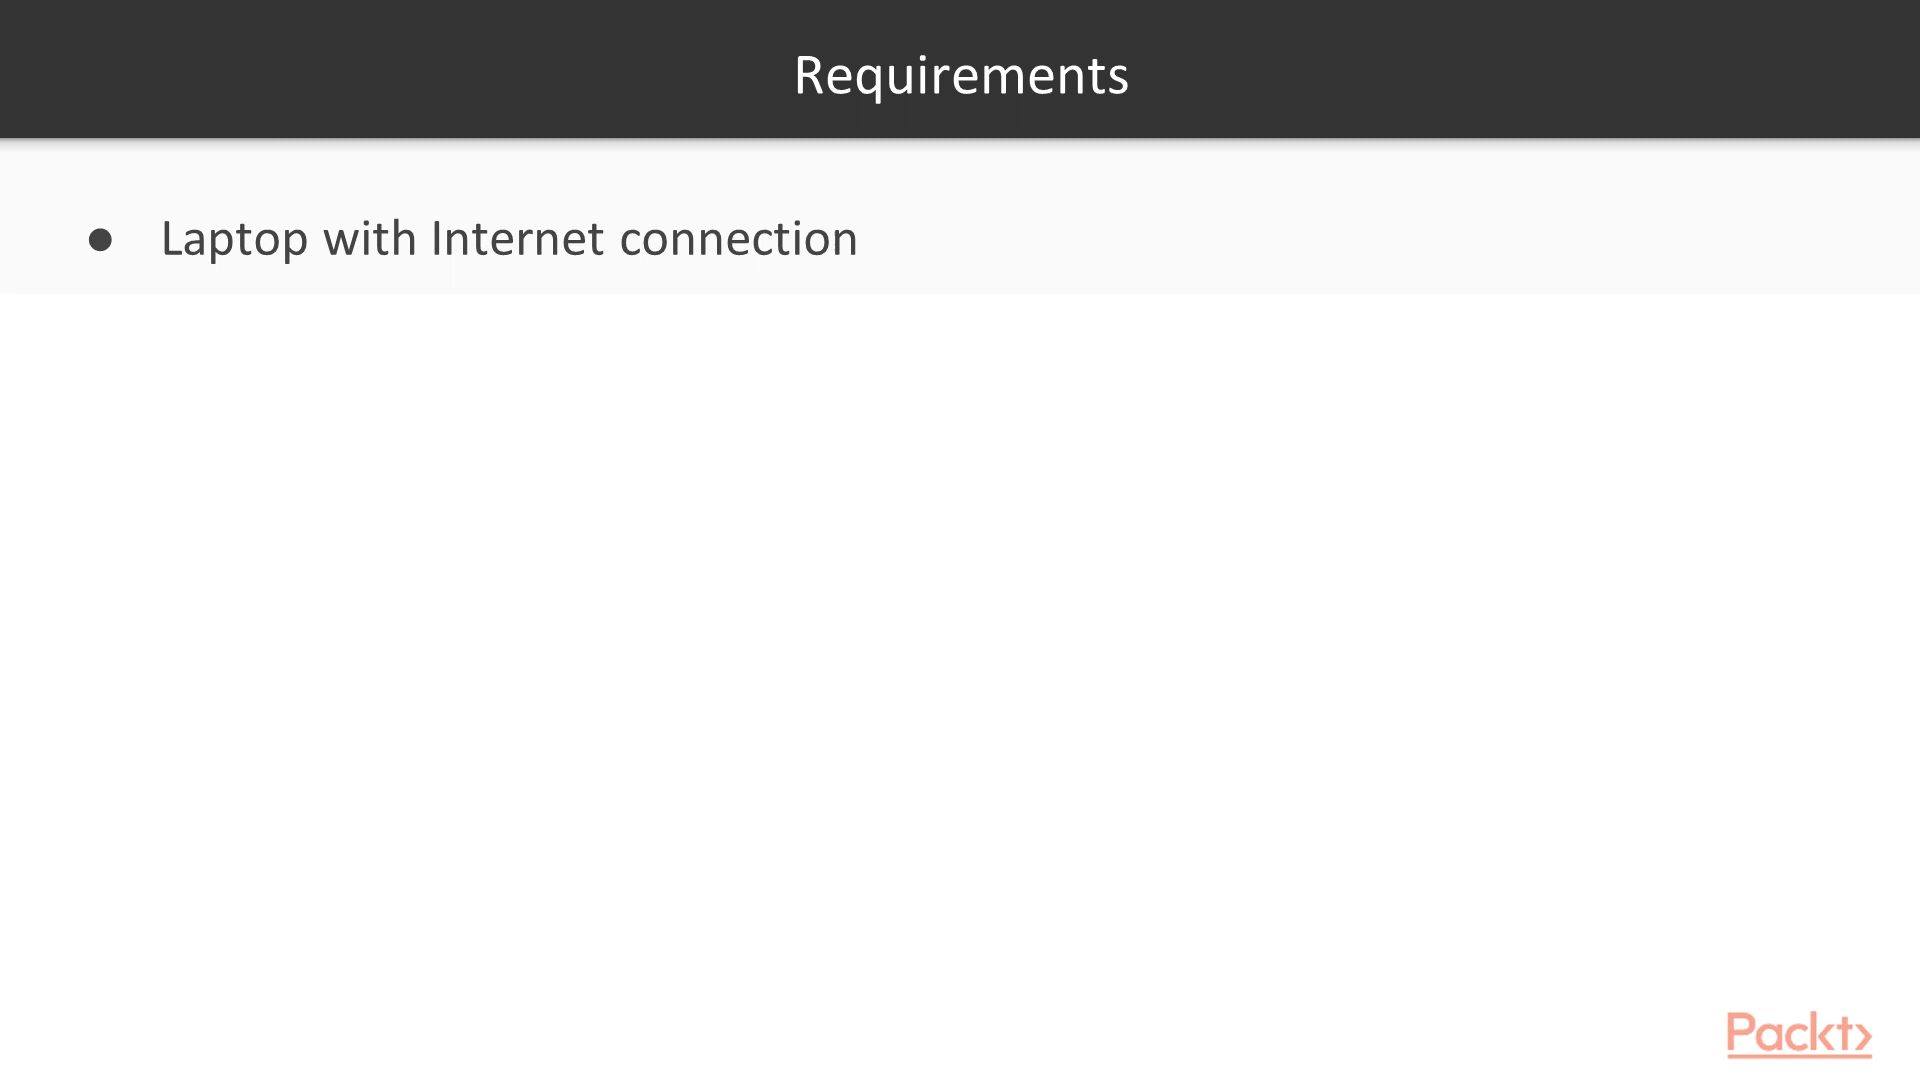 Requirements
● Laptop with Internet connection
Packt>